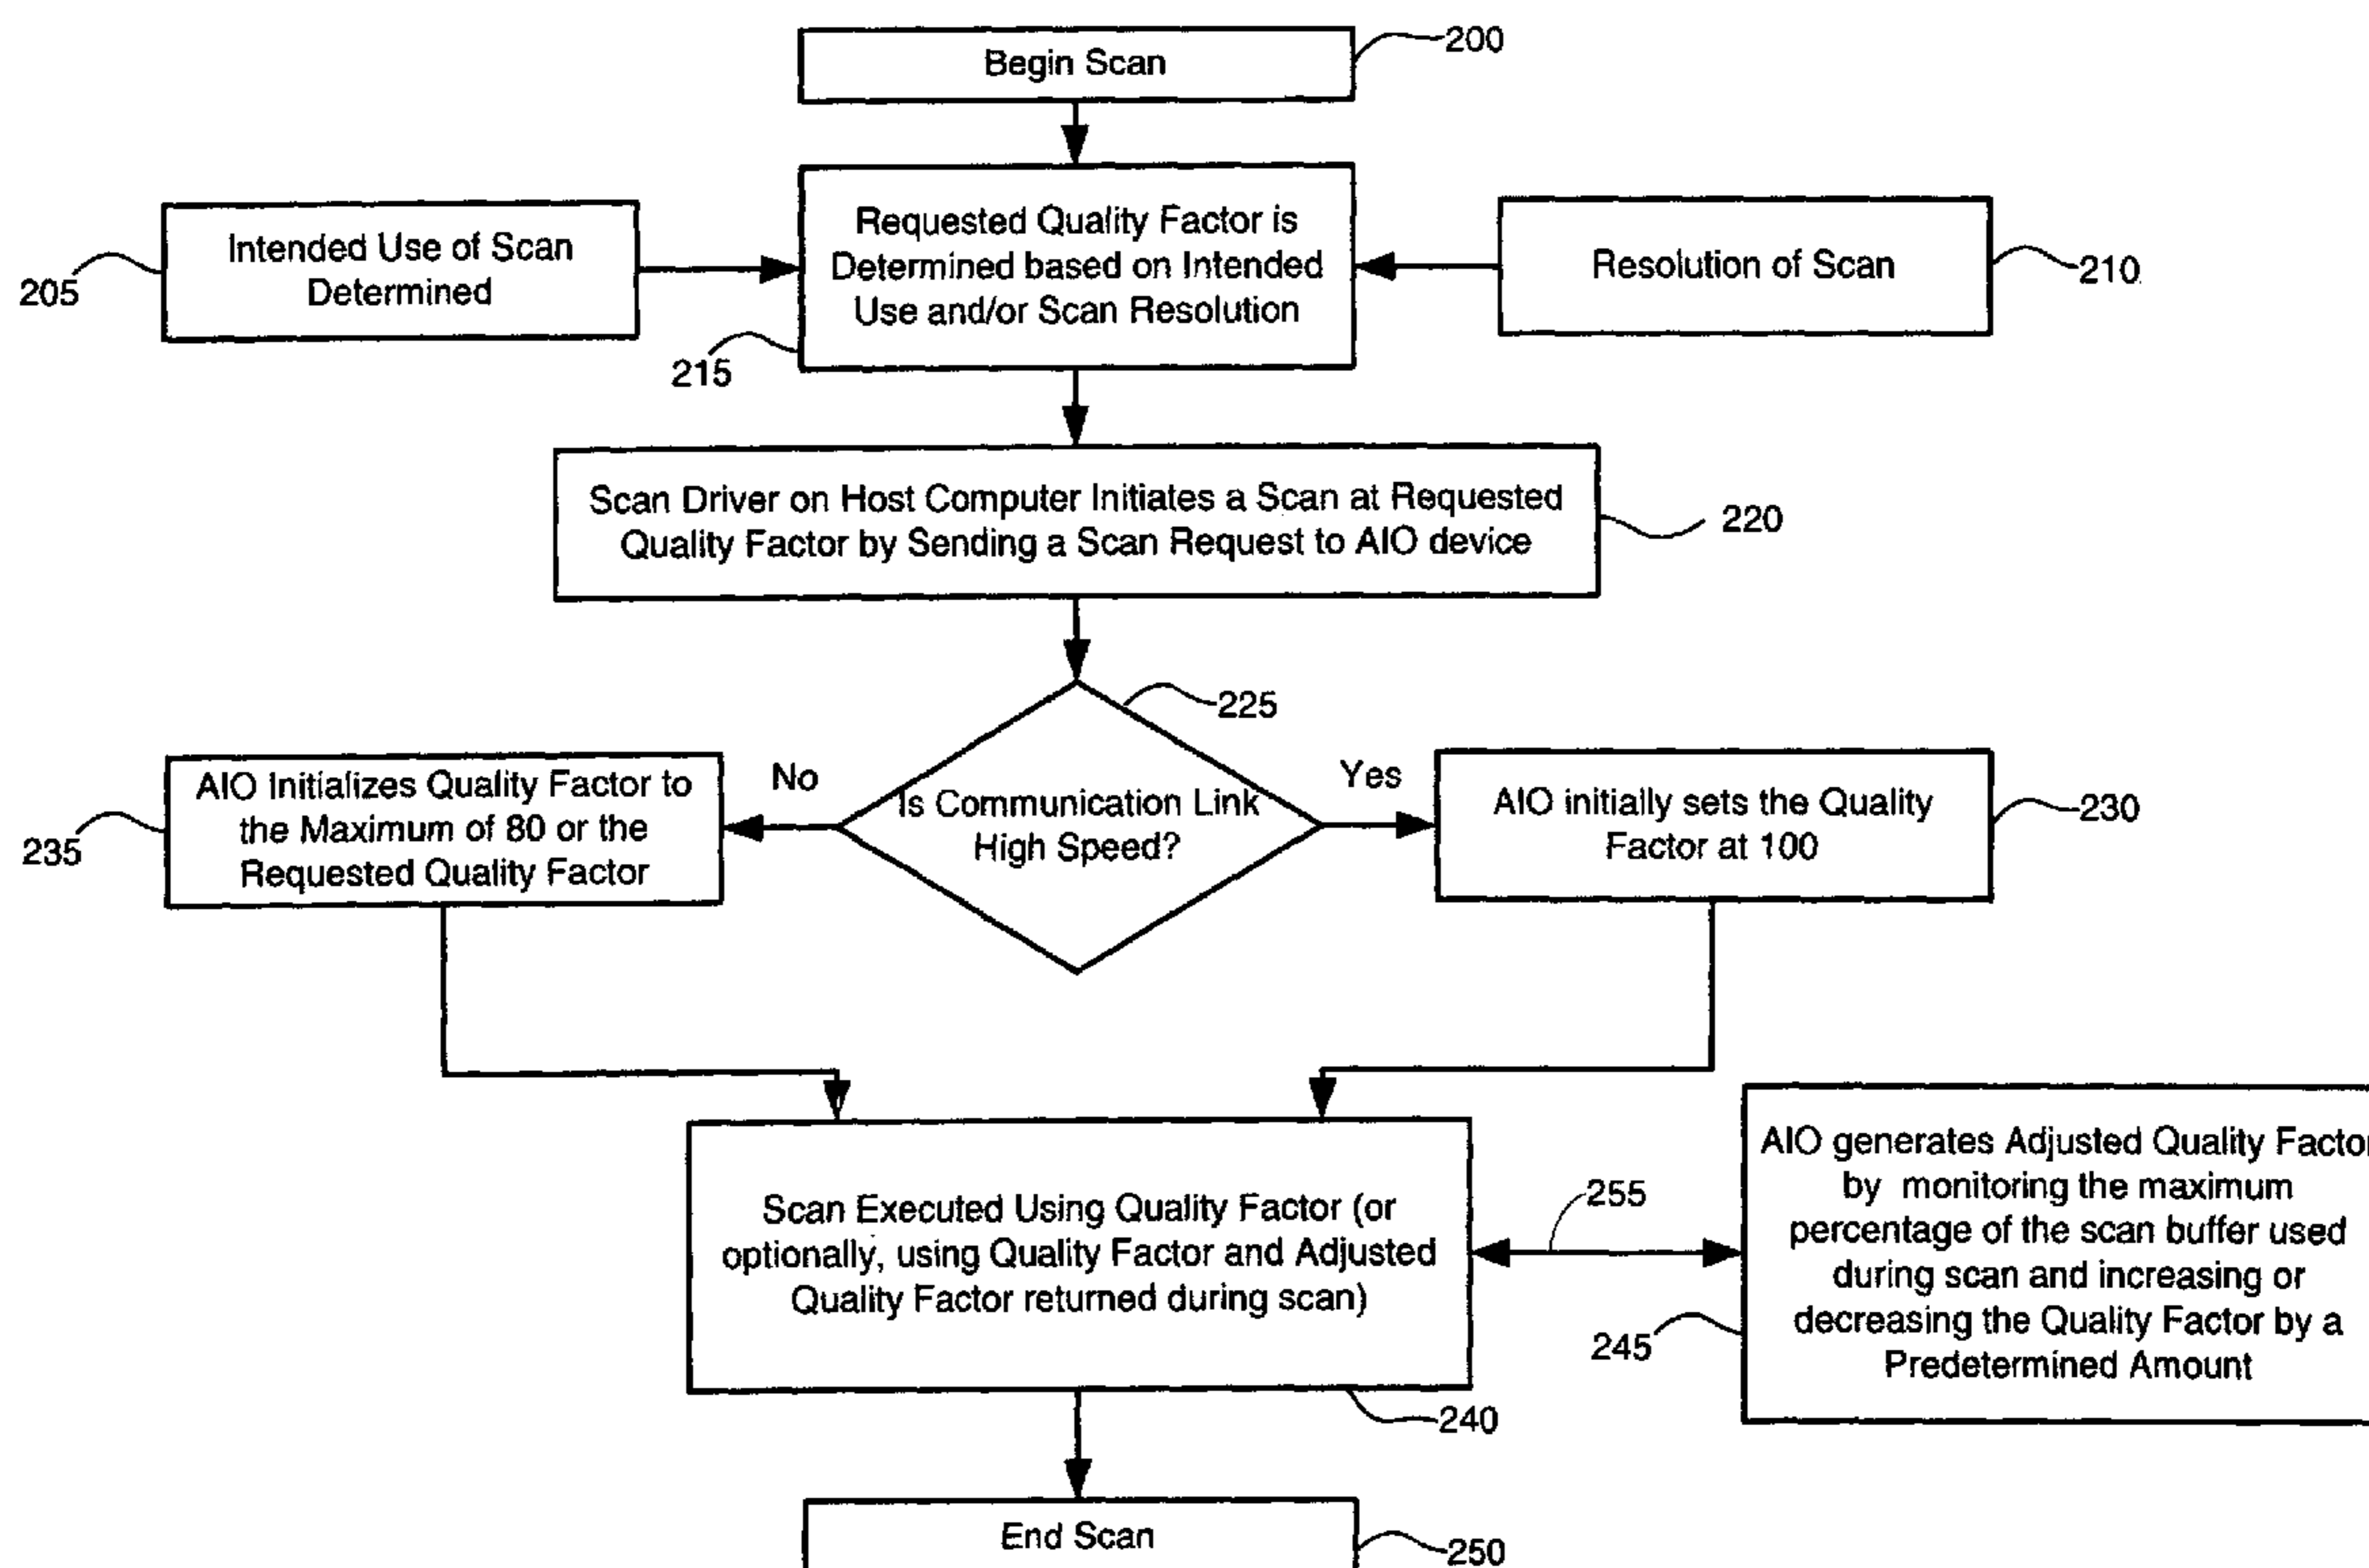 Begin Scan
200
Intended Use of Scan
Determined
205
Requested Quality Factor is
Determined based on Intended
Use and/or Scan Resolution
215
Resolution of Scan
210
Scan Driver on Host Computer Initiates a Scan at Requested
Quality Factor by Sending a Scan Request to AIO device
220
225
Is Communication Link
High Speed?
No
Yes
AIO Initializes Quality Factor to
the Maximum of 80 or the
Requested Quality Factor
235
AIO initially sets the Quality
Factor at 100
230
Scan Executed Using Quality Factor (or
optionally, using Quality Factor and Adjusted
Quality Factor returned during scan)
240
255
AIO generates Adjusted Quality Factor
by monitoring the maximum
percentage of the scan buffer used
during scan and increasing or
decreasing the Quality Factor by a
Predetermined Amount
245
End Scan
250